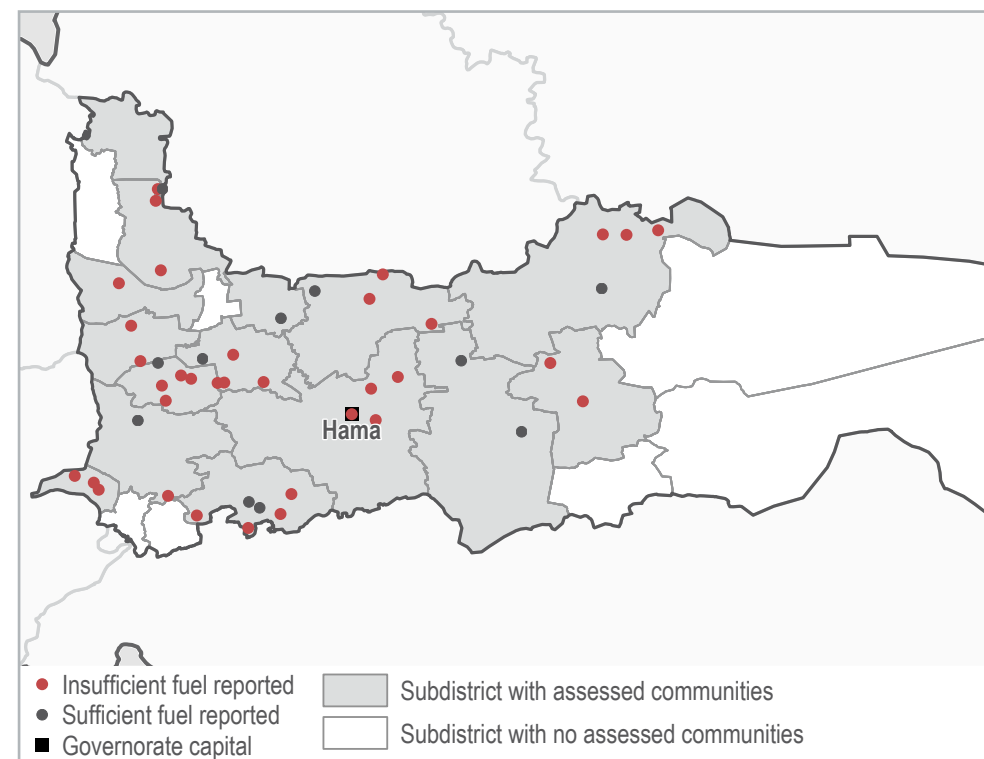 Hama
Insufficient fuel reported
Sufficient fuel reported
Governorate capital
Subdistrict with assessed communities
Subdistrict with no assessed communities